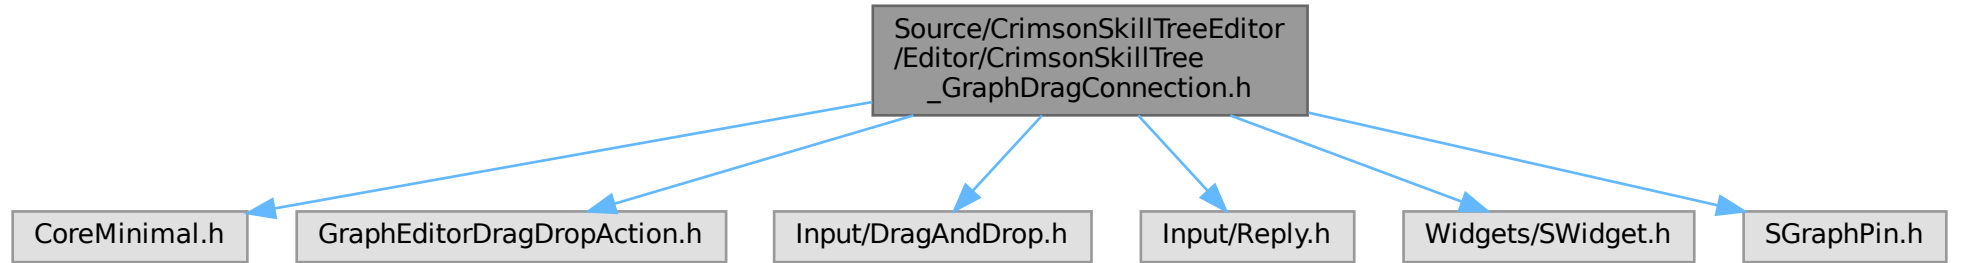 Source/CrimsonSkillTreeEditor
/Editor/CrimsonSkillTree
_GraphDragConnection.h
CoreMinimal.h
GraphEditorDragDropAction.h
Input/DragAndDrop.h
Input/Reply.h
Widgets/SWidget.h
SGraphPin.h